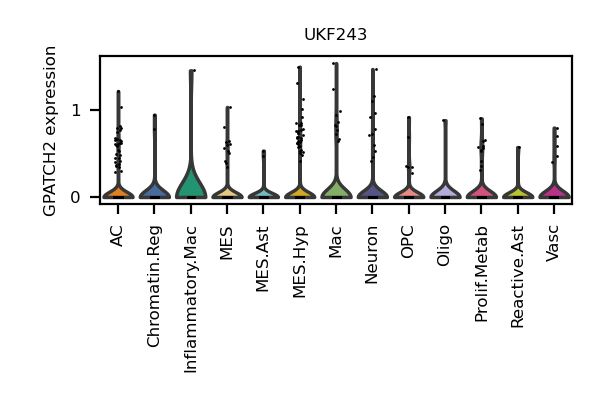 UKF243
GPATCH2 expression
1
0
AC
Chromatin.Reg
Inflammatory.Mac
MES
MES.Ast
MES.Hyp
Mac
Neuron
OPC
Oligo
Prolif.Metab
Reactive.Ast
Vasc